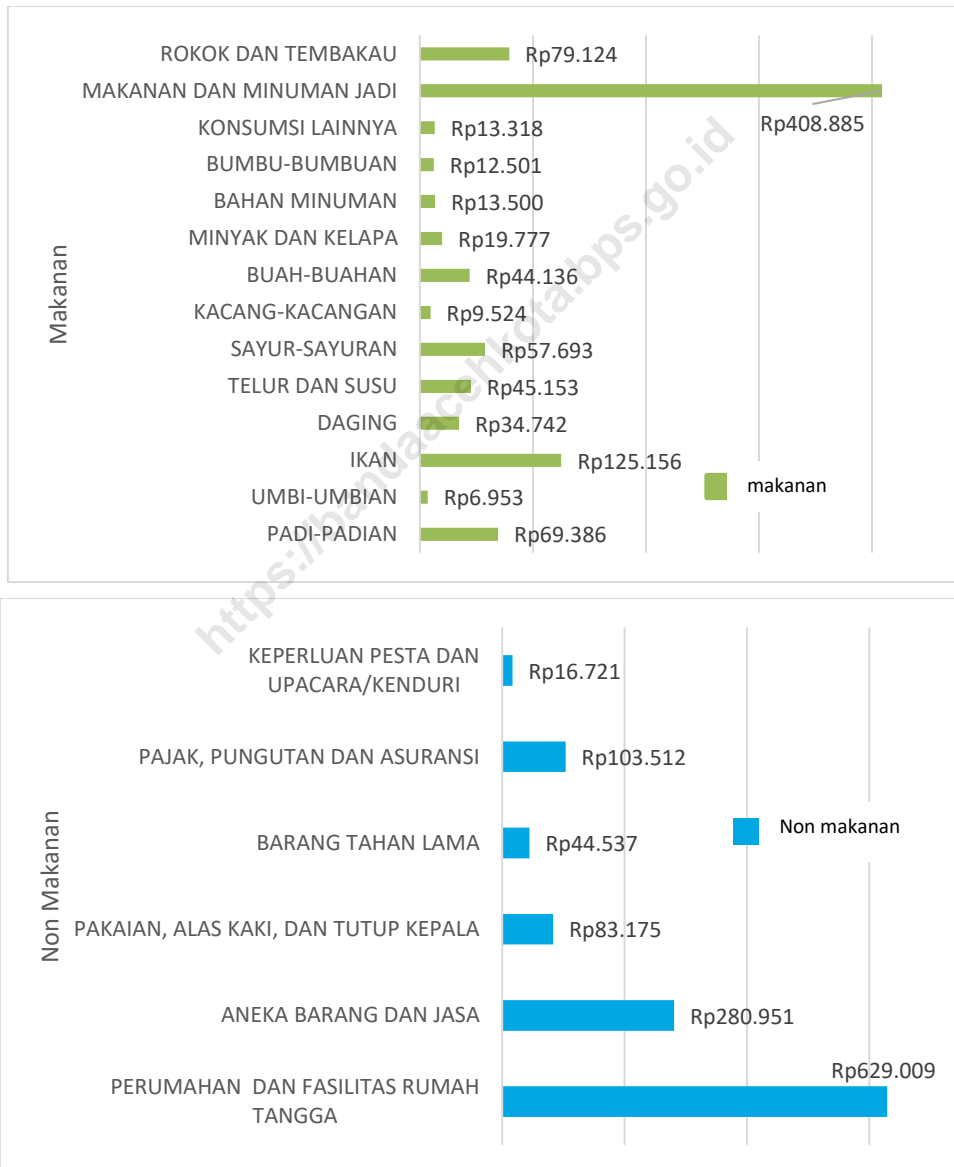 ROKOK DAN TEMBAKAU Rp79.124
MAKANAN DAN MINUMAN JADI
Rp408.885
KONSUMSI LAINNYA Rp13.318
BUMBU-BUMBUAN Rp12.501
BAHAN MINUMAN Rp13.500
MINYAK DAN KELAPA Rp19.777
BUAH-BUAHAN Rp44.136
KACANG-KACANGAN Rp9.524
SAYUR-SAYURAN Rp57.693
TELUR DAN SUSU Rp45.153
DAGING Rp34.742
IKAN Rp125.156
UMBI-UMBIAN Rp6.953
PADI-PADIAN Rp69.386
Makanan
makanan
https://bandaacehkota.bps.go.id
KEPERLUAN PESTA DAN
UPACARA/KENDURI
Rp16.721
PAJAK, PUNGUTAN DAN ASURANSI Rp103.512
BARANG TAHAN LAMA Rp44.537
PAKAIAN, ALAS KAKI, DAN TUTUP KEPALA Rp83.175
ANEKA BARANG DAN JASA Rp280.951
PERUMAHAN DAN FASILITAS RUMAH
TANGGA
Rp629.009
Non Makanan
Non makanan